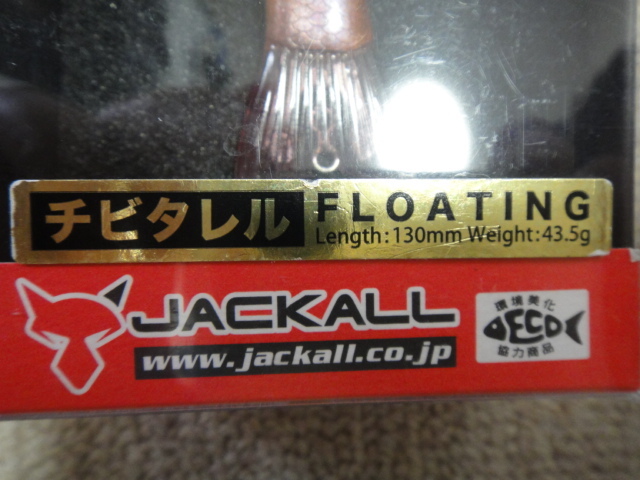 チビタレル FLOATING
Length:130mm Weight:43.5g
JACKALL
www.jackall.co.jp
環境美化
ECO
協力商品